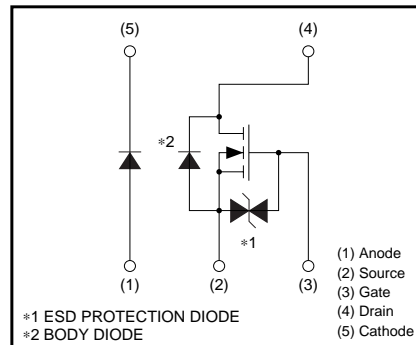 (5) (4)
∗2
∗1
(1) (2) (3)
(1) Anode
(2) Source
(3) Gate
(4) Drain
(5) Cathode
∗1 ESD PROTECTION DIODE
∗2 BODY DIODE